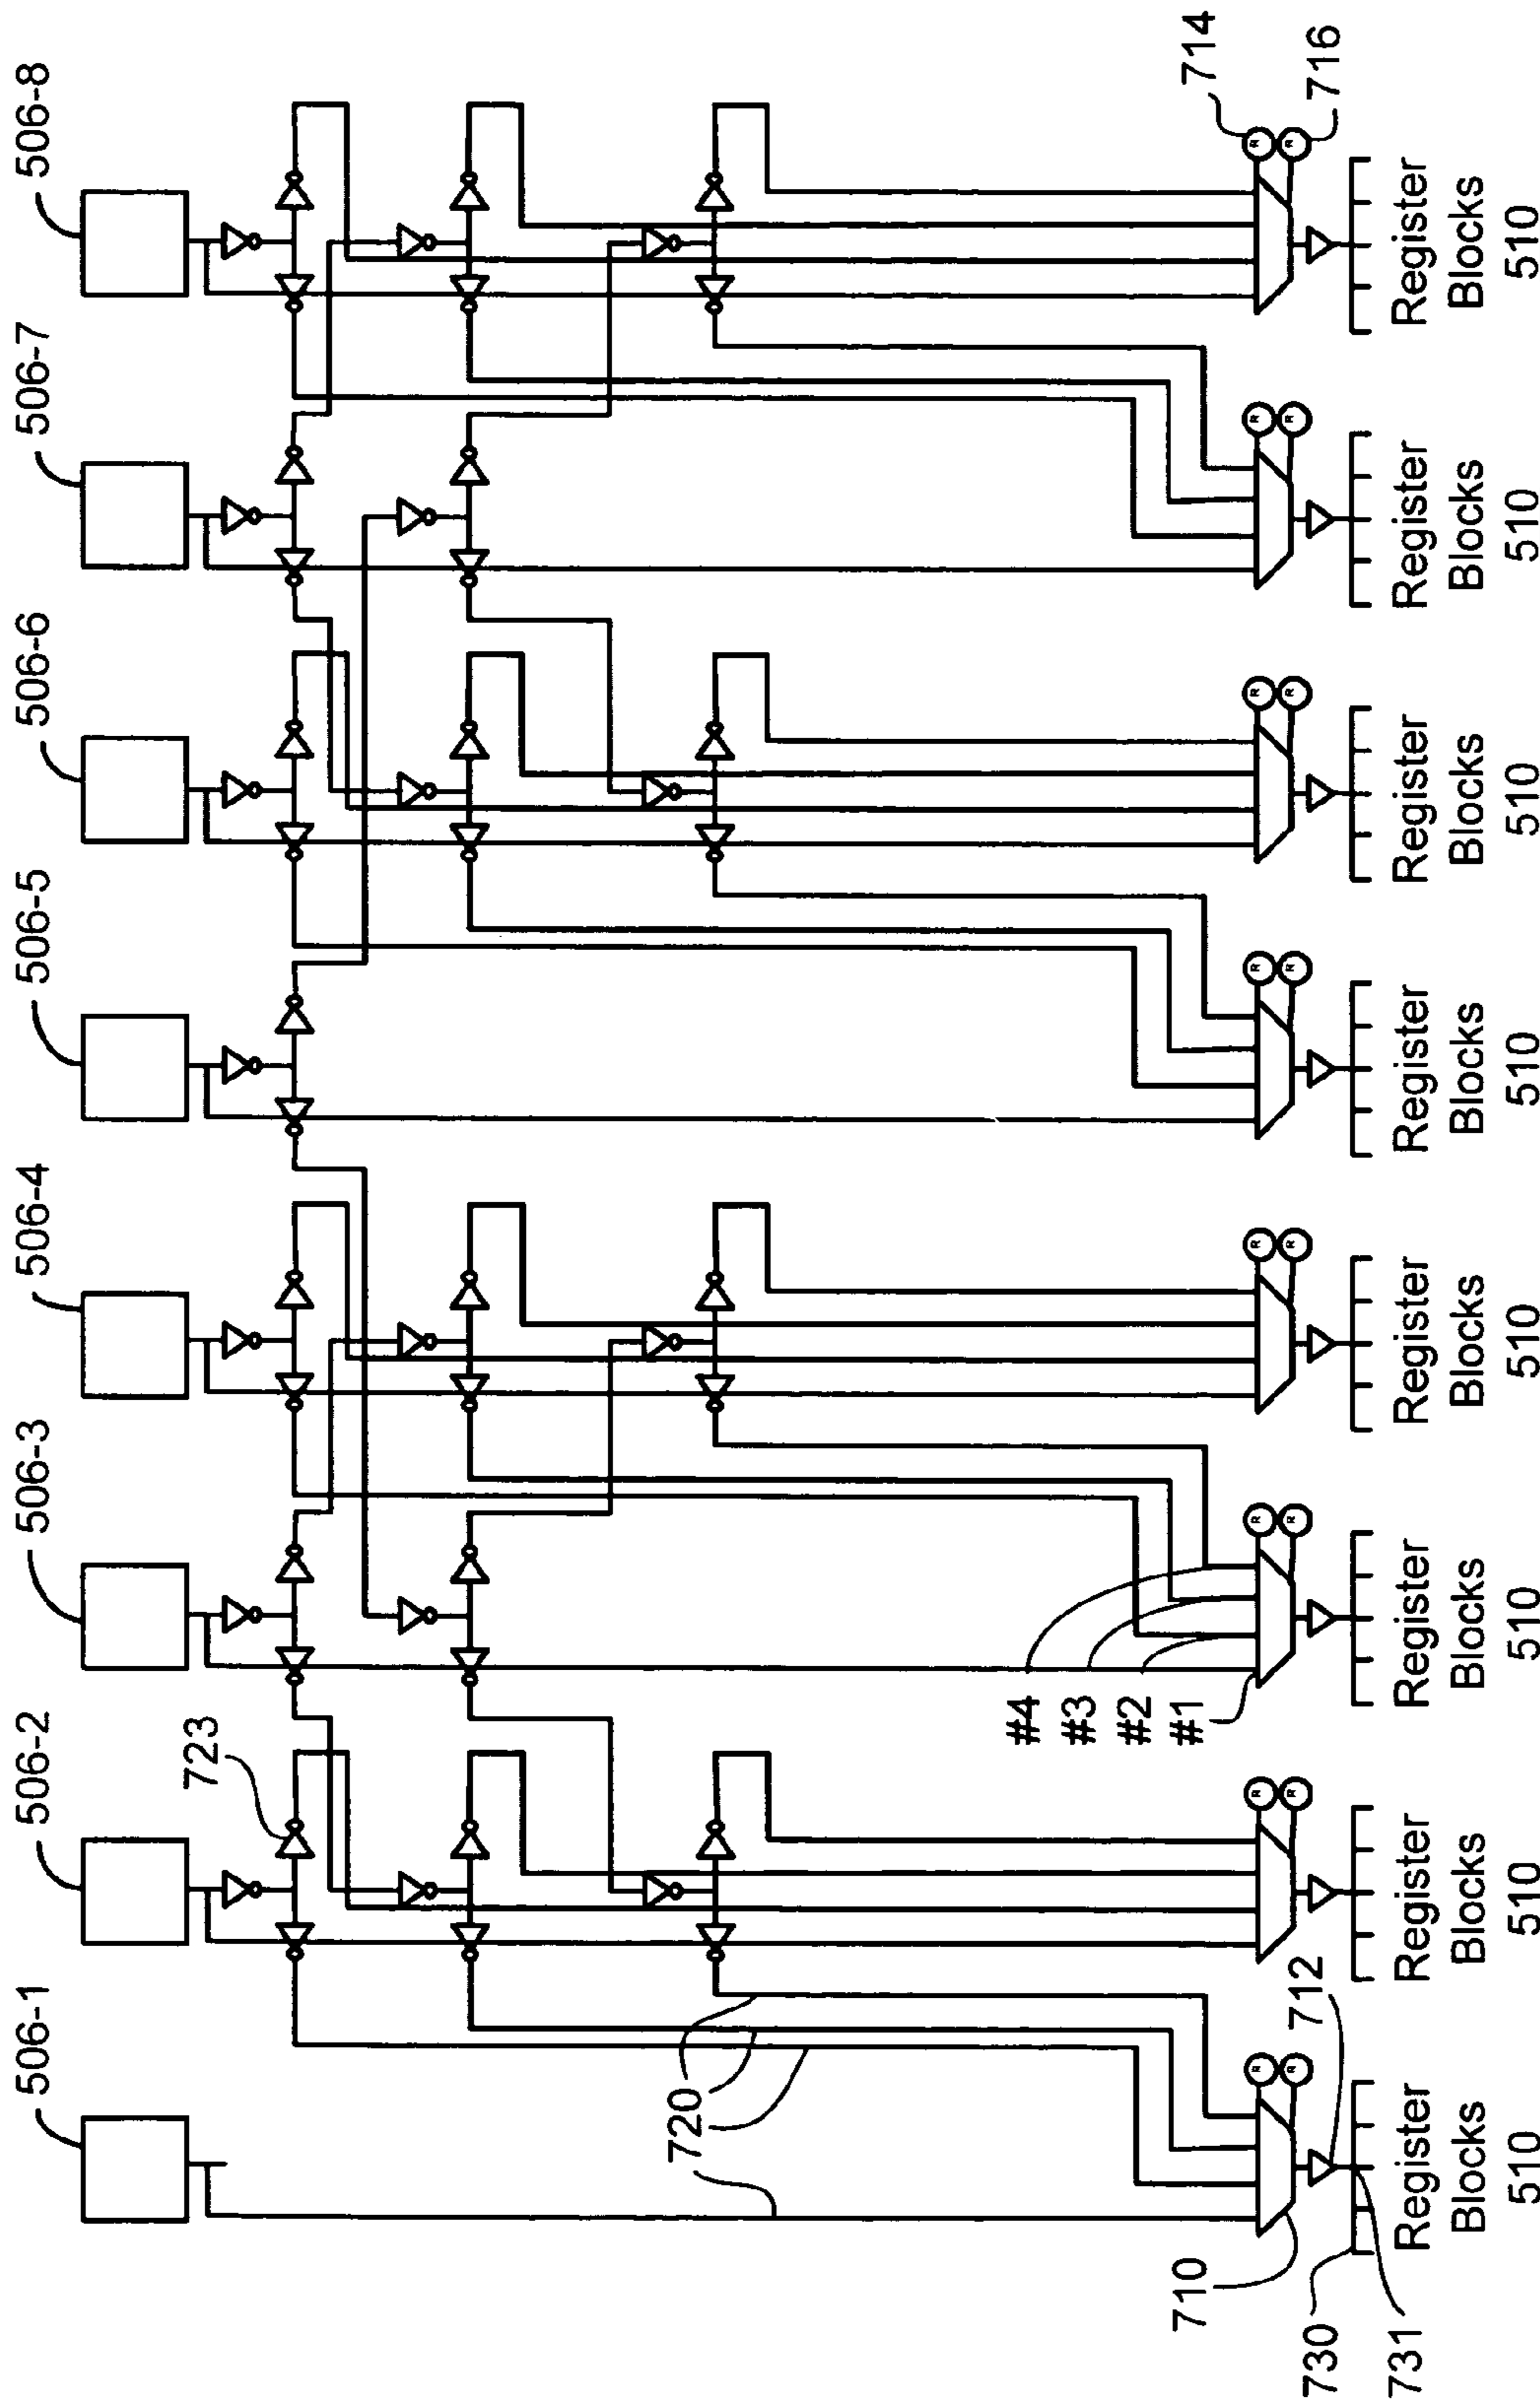 506-1
506-2
506-3
506-4
506-5
506-6
506-7
506-8
723
720
#4
#3
#2
#1
714
716
R R
R R
R R
R R
R R
R R
R R
R R
710
712
730
731
Register
Blocks
510
Register
Blocks
510
Register
Blocks
510
Register
Blocks
510
Register
Blocks
510
Register
Blocks
510
Register
Blocks
510
Register
Blocks
510